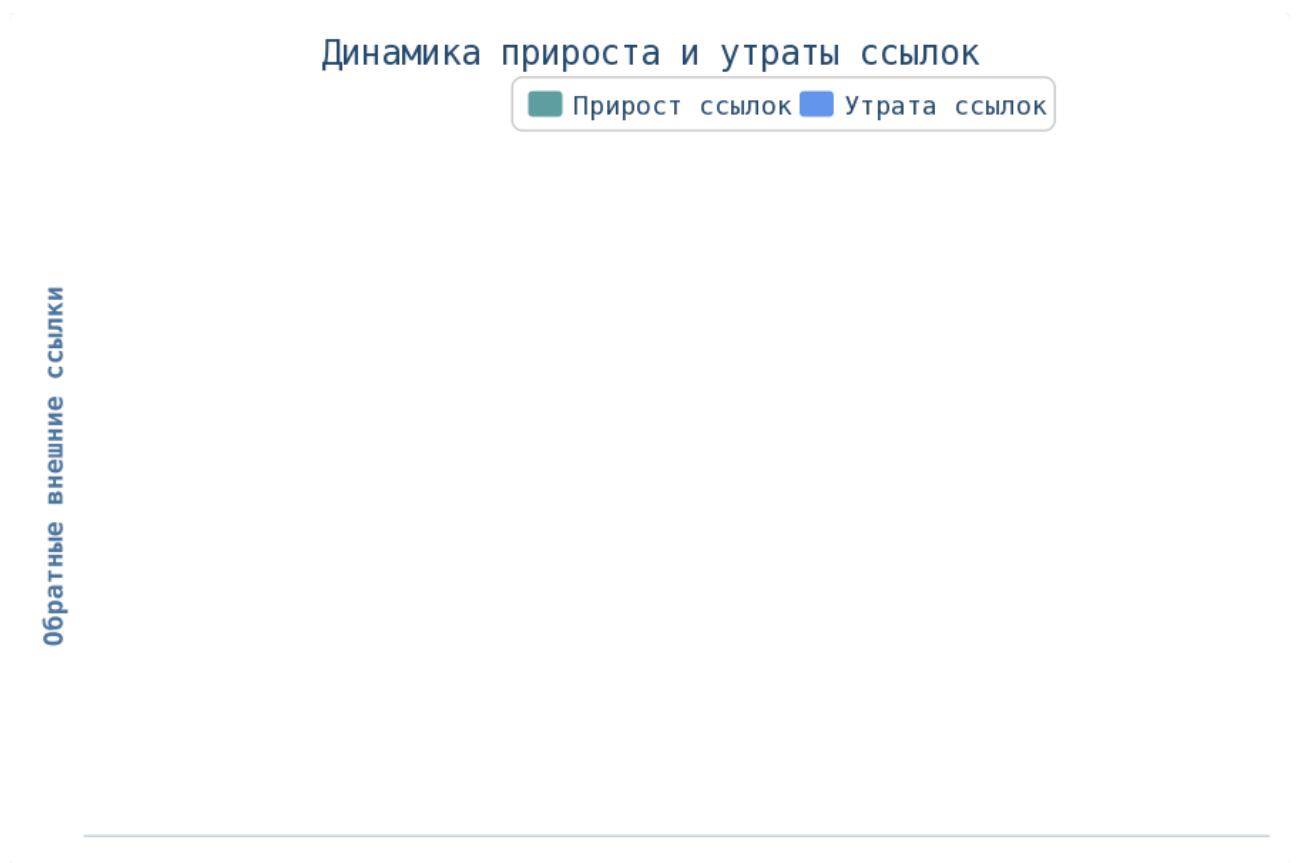 Динамика прироста и утраты ссылок
Прирост ссылок Утрата ссылок
Обратные внешние ссылки